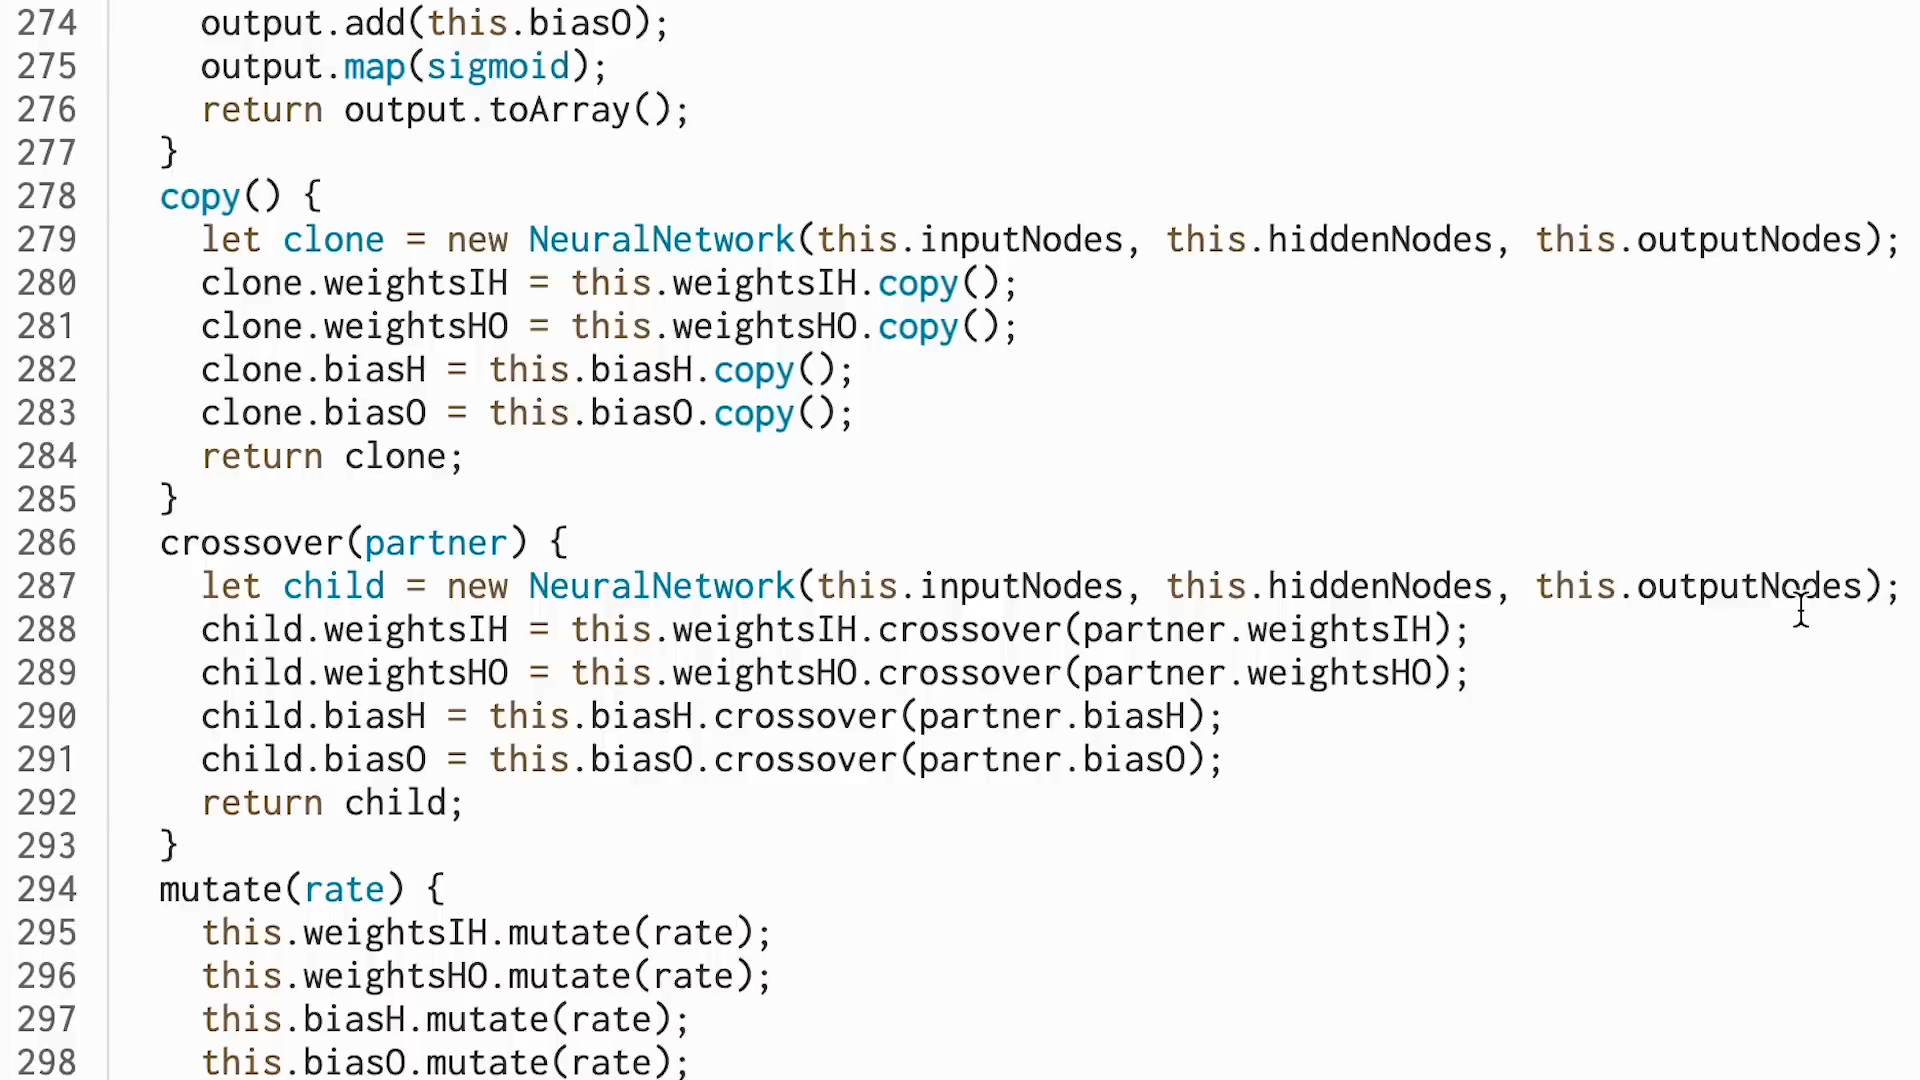 274 output.add(this.biasO);
275 output.map(sigmoid);
276 return output.toArray();
277 }
278 copy() {
279 let clone = new NeuralNetwork(this.inputNodes, this.hiddenNodes, this.outputNodes);
280 clone.weightsIH = this.weightsIH.copy();
281 clone.weightsHO = this.weightsHO.copy();
282 clone.biasH = this.biasH.copy();
283 clone.biasO = this.biasO.copy();
284 return clone;
285 }
286 crossover(partner) {
287 let child = new NeuralNetwork(this.inputNodes, this.hiddenNodes, this.outputNodes);
288 child.weightsIH = this.weightsIH.crossover(partner.weightsIH);
289 child.weightsHO = this.weightsHO.crossover(partner.weightsHO);
290 child.biasH = this.biasH.crossover(partner.biasH);
291 child.biasO = this.biasO.crossover(partner.biasO);
292 return child;
293 }
294 mutate(rate) {
295 this.weightsIH.mutate(rate);
296 this.weightsHO.mutate(rate);
297 this.biasH.mutate(rate);
298 this.biasO.mutate(rate);